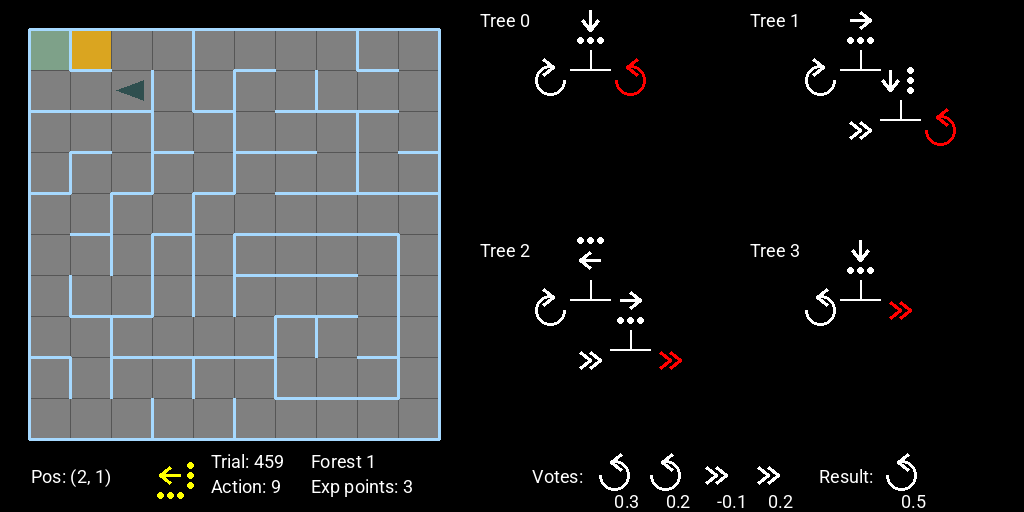 Tree 0
Tree 1
Tree 2
Tree 3
Pos: (2, 1)
Trial: 459
Forest 1
Action: 9
Exp points: 3
Votes:
0.3
0.2
-0.1
0.2
Result:
0.5